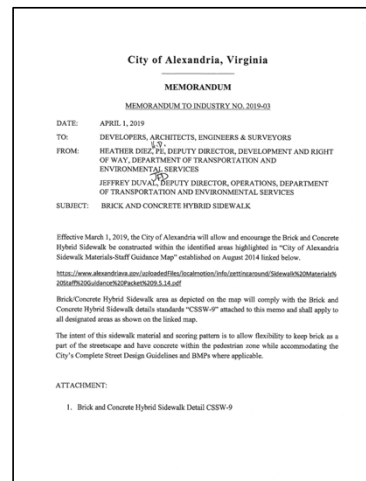 City of Alexandria, Virginia
MEMORANDUM
MEMORANDUM TO INDUSTRY NO. 2019-03
DATE: APRIL 1, 2019
TO: DEVELOPERS, ARCHITECTS, ENGINEERS & SURVEYORS
FROM: HEATHER DIEZ, PE, DEPUTY DIRECTOR, DEVELOPMENT AND RIGHT
OF WAY, DEPARTMENT OF TRANSPORTATION AND
ENVIRONMENTAL SERVICES
JEFFREY DUVAL, DEPUTY DIRECTOR, OPERATIONS, DEPARTMENT
OF TRANSPORTATION AND ENVIRONMENTAL SERVICES
SUBJECT: BRICK AND CONCRETE HYBRID SIDEWALK
Effective March 1, 2019, the City of Alexandria will allow and encourage the Brick and Concrete
Hybrid Sidewalk be constructed within the identified areas highlighted in "City of Alexandria
Sidewalk Materials-Staff Guidance Map" established on August 2014 linked below.
https://www.alexandriava.gov/uploadedFiles/localmotion/info/gettingaround/Sidewalk%20Materials%
20Staff%20Guidance%20Packet%209.5.14.pdf
Brick/Concrete Hybrid Sidewalk area as depicted on the map will comply with the Brick and
Concrete Hybrid Sidewalk details standards "CSSW-9" attached to this memo and shall apply to
all designated areas as shown on the linked map.
The intent of this sidewalk material and scoring pattern is to allow flexibility to keep brick as a
part of the streetscape and have concrete within the pedestrian zone while accommodating the
City's Complete Street Design Guidelines and BMPs where applicable.
ATTACHMENT:
1. Brick and Concrete Hybrid Sidewalk Detail CSSW-9